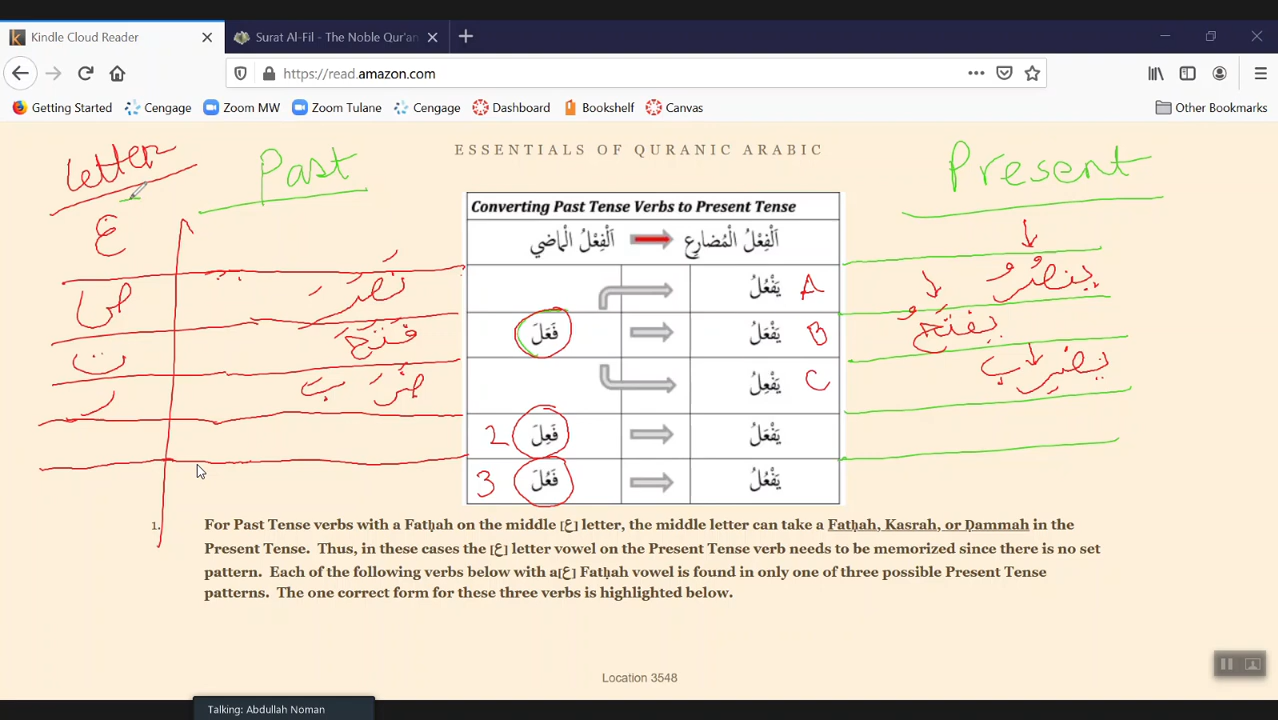 Kindle Cloud Reader
Surat Al-Fil - The Noble Qur'an
https://read.amazon.com
Getting Started
Cengage
Zoom MW
Zoom Tulane
Cengage
Dashboard
Bookshelf
Canvas
Other Bookmarks
ESSENTIALS OF QURANIC ARABIC
letter
Past
Present
Converting Past Tense Verbs to Present Tense
اَلْفِعْلُ الْمَاضِي
اَلْفِعْلُ الْمُضَارِع
ع
يَفْعُلُ A
ص
نَصَرَ
يَنصُرُ
فَعَلَ
يَفْعَلُ B
ت
فَتَحَ
يفتَحُ
يَفْعِلُ C
ر
ضَرَبَ
يضرِب
2 فَعِلَ
يَفْعَلُ
3 فَعُلَ
يَفْعُلُ
1. For Past Tense verbs with a Fatḥah on the middle [ع] letter, the middle letter can take a Fatḥah, Kasrah, or Ḍammah in the
Present Tense. Thus, in these cases the [ع] letter vowel on the Present Tense verb needs to be memorized since there is no set
pattern. Each of the following verbs below with a[ع] Fatḥah vowel is found in only one of three possible Present Tense
patterns. The one correct form for these three verbs is highlighted below.
Location 3548
Talking: Abdullah Noman